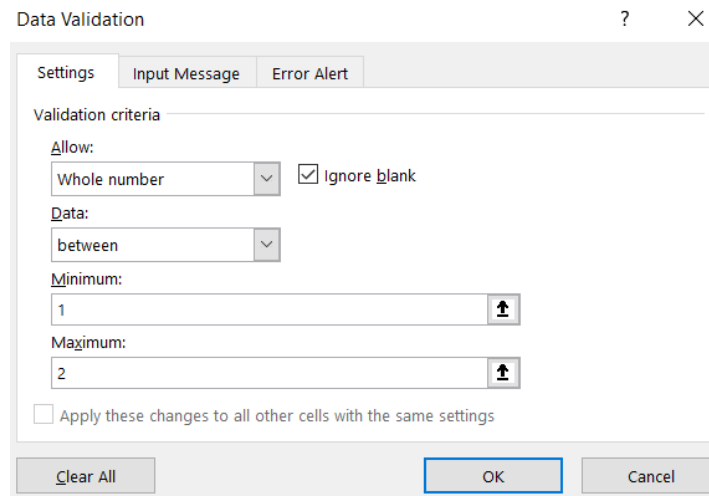 Data Validation ?
Settings Input Message Error Alert
Validation criteria
Allow:
Whole number Ignore blank
Data:
between
Minimum:
1
Maximum:
2
Apply these changes to all other cells with the same settings
Clear All OK Cancel